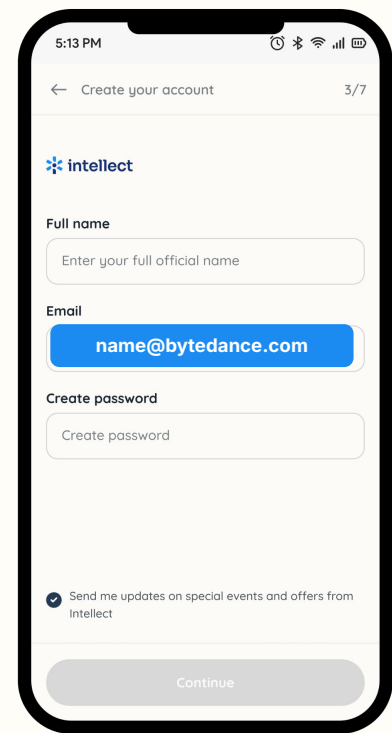 5:13 PM
Create your account 3/7
intellect
Full name
Enter your full official name
Email
name@bytedance.com
Create password
Create password
Send me updates on special events and offers from
Intellect
Continue